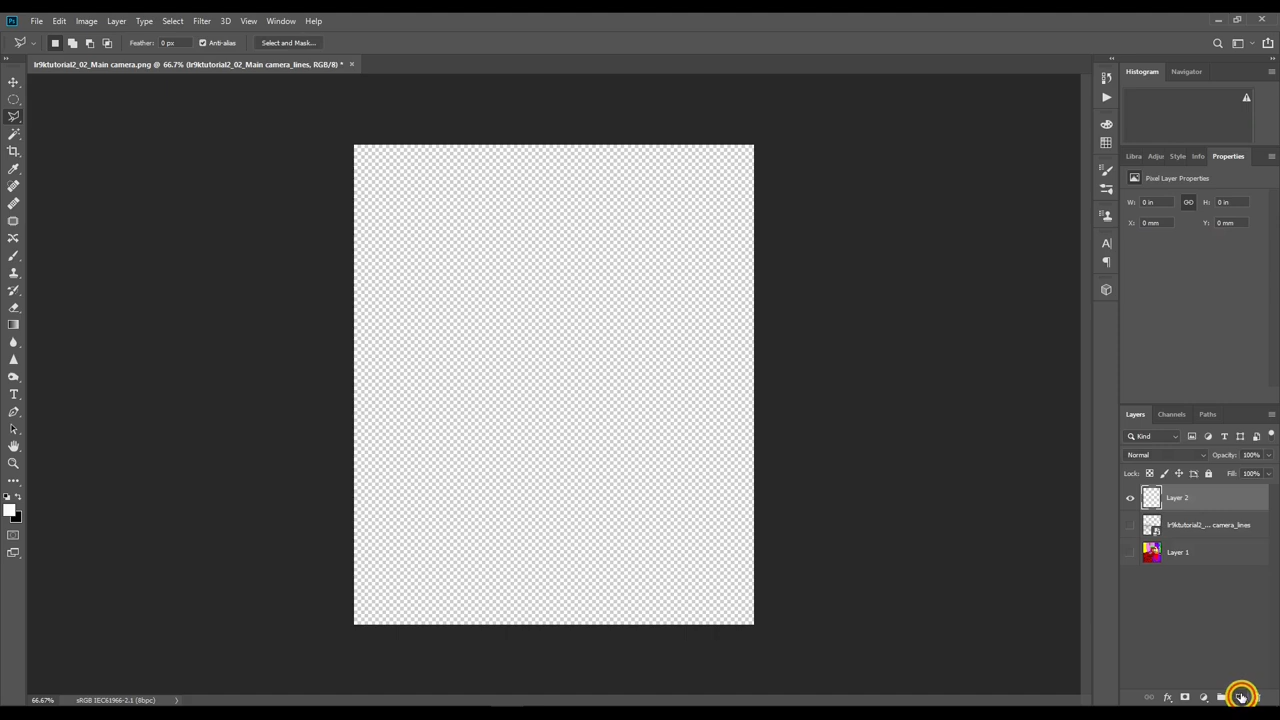 Ps File Edit Image Layer Type Select Filter 3D View Window Help
Feather: 0 px Anti-alias Select and Mask...
lr9ktutorial2_02_Main camera.png @ 66.7% (lr9ktutorial2_02_Main camera_lines, RGB/8) *
Histogram Navigator
Libra Adjus Style Info Properties
Pixel Layer Properties
W: 0 in H: 0 in
X: 0 mm Y: 0 mm
Layers Channels Paths
Kind
Normal Opacity: 100%
Lock: Fill: 100%
Layer 2
lr9ktutorial2_... camera_lines
Layer 1
66.67% sRGB IEC61966-2.1 (8bpc)